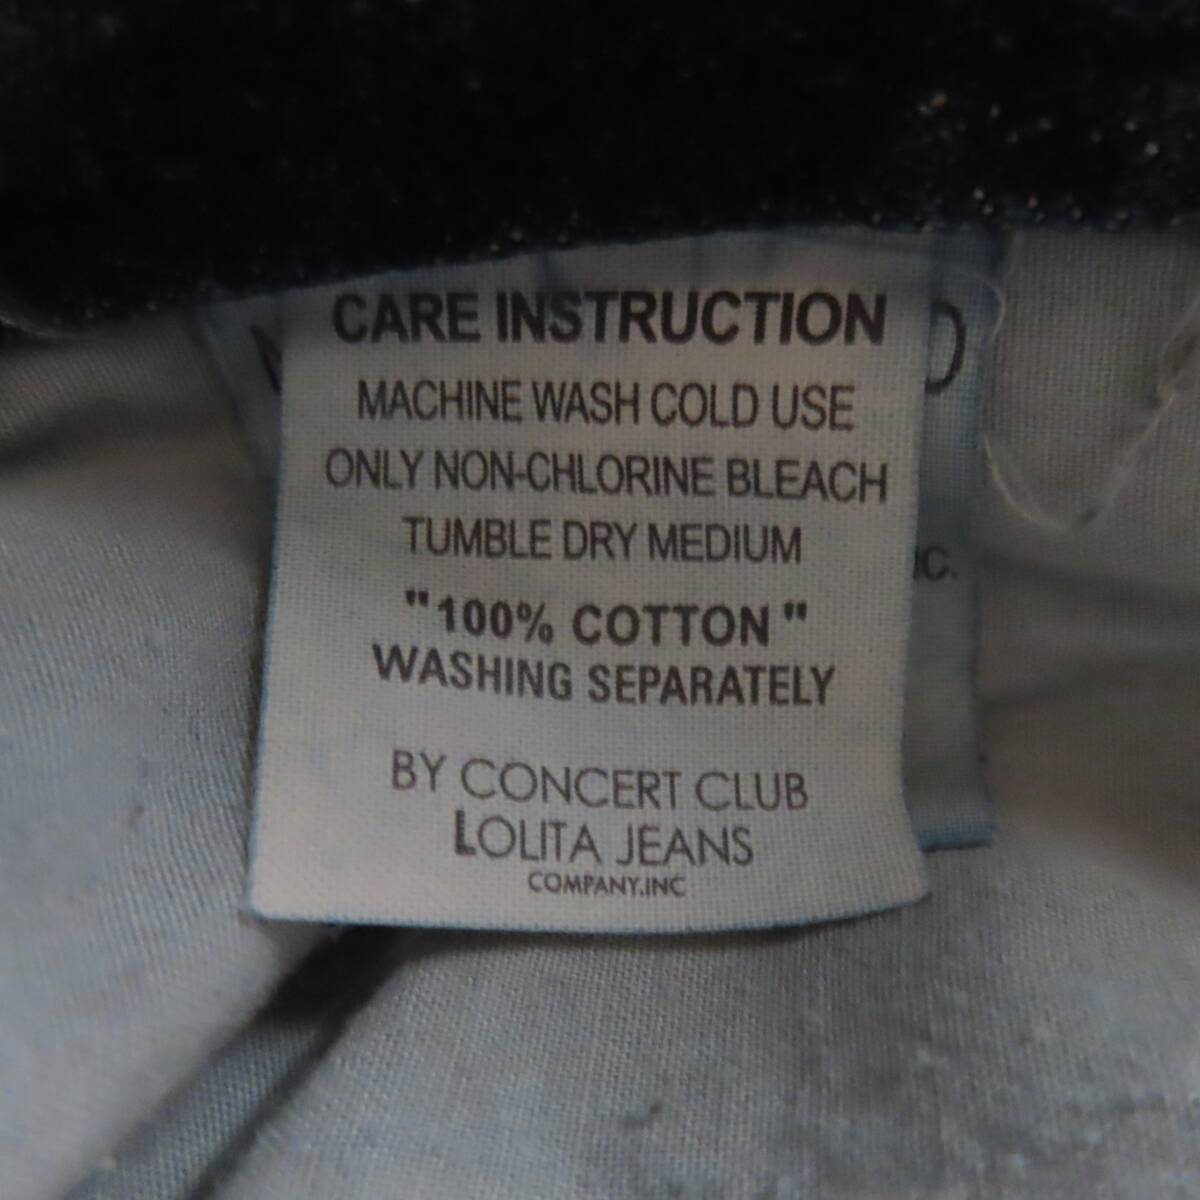 CARE INSTRUCTION
MACHINE WASH COLD USE
ONLY NON-CHLORINE BLEACH
TUMBLE DRY MEDIUM
"100% COTTON"
WASHING SEPARATELY
BY CONCERT CLUB
LOLITA JEANS
COMPANY.INC